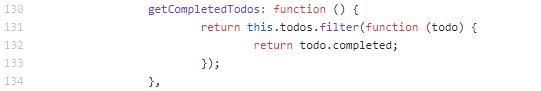 130 getCompletedTodos: function () {
131 return this.todos.filter(function (todo) {
132 return todo.completed;
133 });
134 },